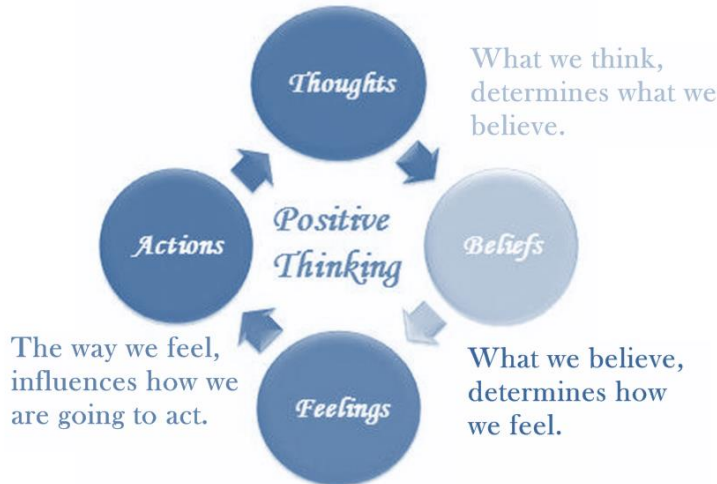 Thoughts
What we think,
determines what we
believe.
Positive
Thinking
Actions
Beliefs
The way we feel,
influences how we
are going to act.
What we believe,
determines how
we feel.
Feelings